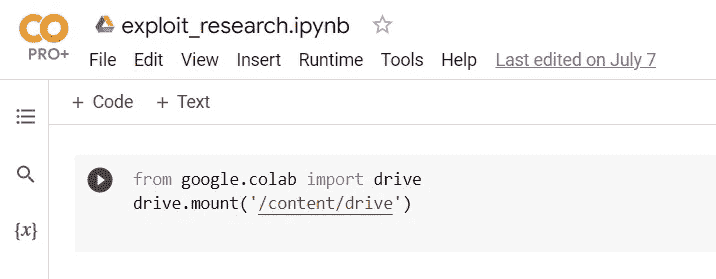 CO
PRO+
exploit_research.ipynb
File Edit View Insert Runtime Tools Help Last edited on July 7
+ Code + Text
from google.colab import drive
drive.mount('/content/drive')
{x}